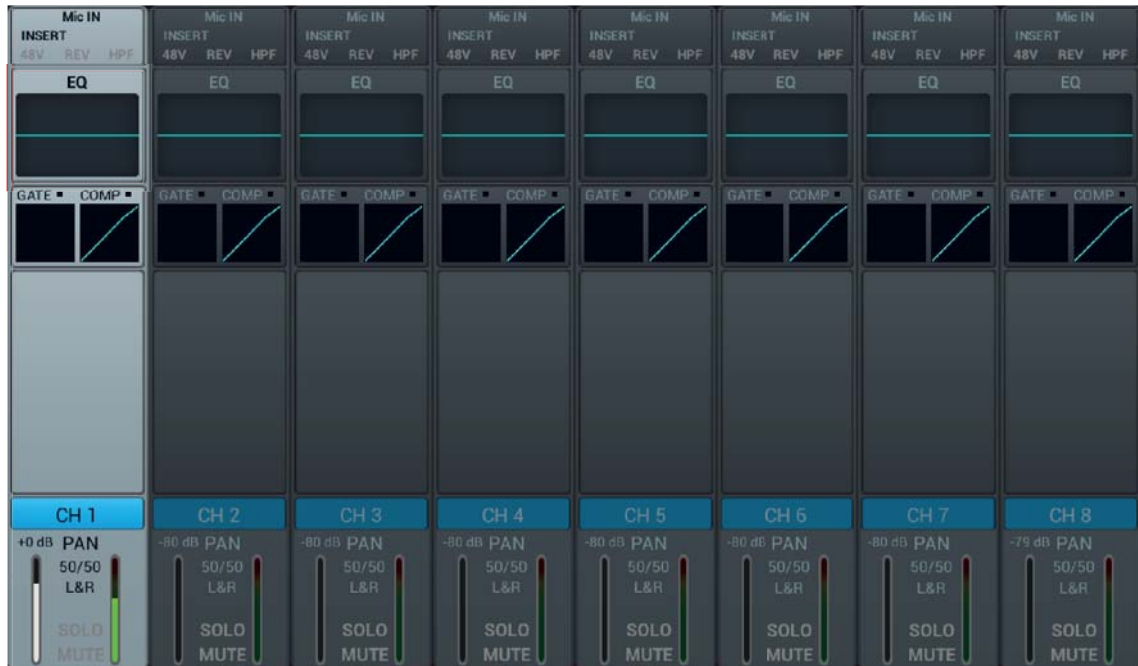 Mic IN Mic IN Mic IN Mic IN Mic IN Mic IN Mic IN Mic IN
INSERT INSERT INSERT INSERT INSERT INSERT INSERT INSERT
48V REV HPF 48V REV HPF 48V REV HPF 48V REV HPF 48V REV HPF 48V REV HPF 48V REV HPF 48V REV HPF
EQ EQ EQ EQ EQ EQ EQ EQ
GATE COMP GATE COMP GATE COMP GATE COMP GATE COMP GATE COMP GATE COMP GATE COMP
CH 1 CH 2 CH 3 CH 4 CH 5 CH 6 CH 7 CH 8
+0 dB PAN -80 dB PAN -80 dB PAN -80 dB PAN -80 dB PAN -80 dB PAN -80 dB PAN -79 dB PAN
50/50 50/50 50/50 50/50 50/50 50/50 50/50 50/50
L&R L&R L&R L&R L&R L&R L&R L&R
SOLO SOLO SOLO SOLO SOLO SOLO SOLO SOLO
MUTE MUTE MUTE MUTE MUTE MUTE MUTE MUTE